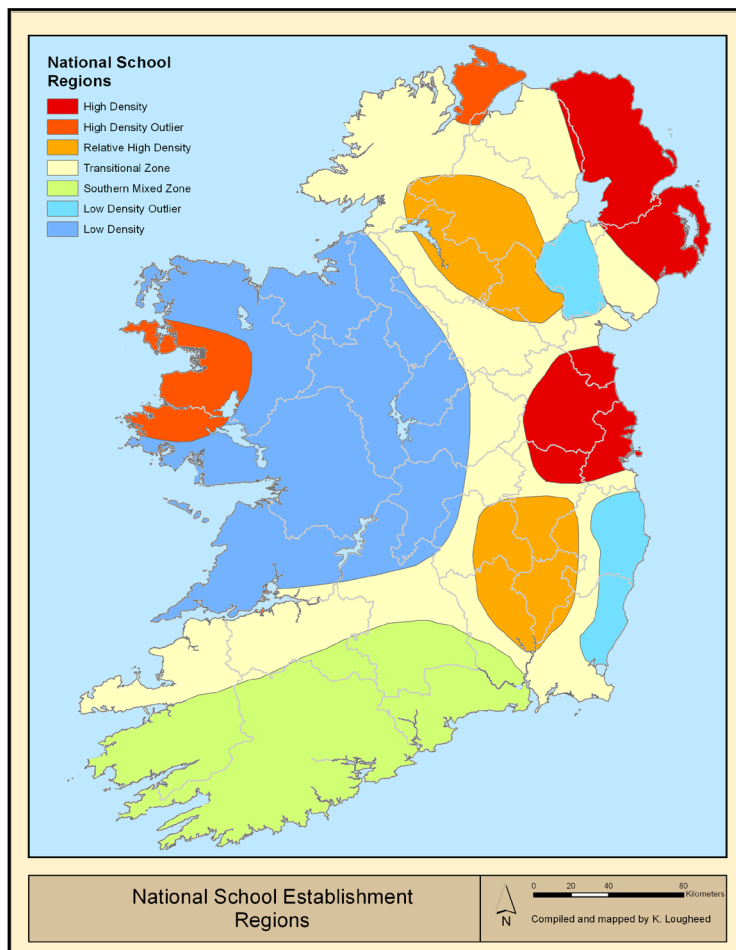 National School
Regions
High Density
High Density Outlier
Relative High Density
Transitional Zone
Southern Mixed Zone
Low Density Outlier
Low Density
National School Establishment
Regions
N
0 20 40 80
Kilometers
Compiled and mapped by K. Lougheed